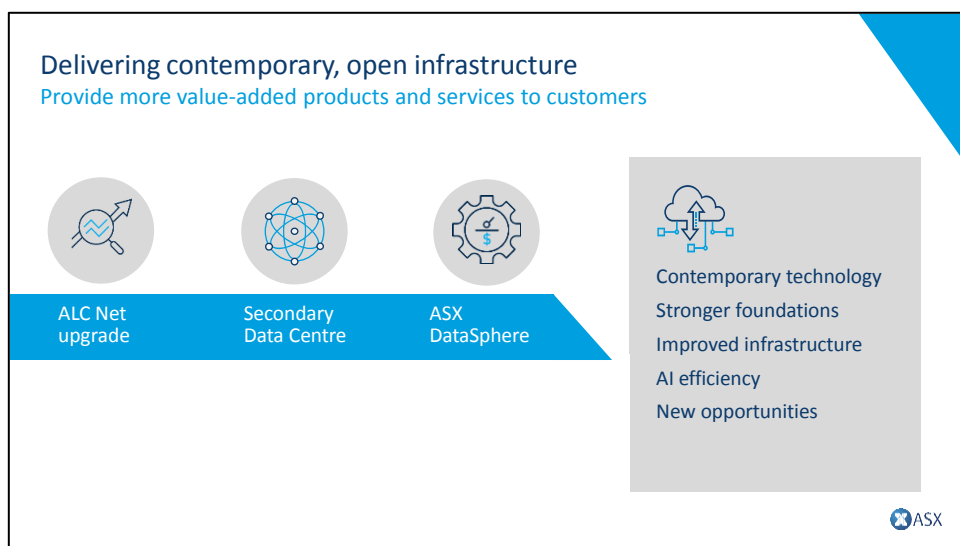 Delivering contemporary, open infrastructure
Provide more value-added products and services to customers
$
ALC Net
upgrade
Secondary
Data Centre
ASX
DataSphere
Contemporary technology
Stronger foundations
Improved infrastructure
AI efficiency
New opportunities
ASX